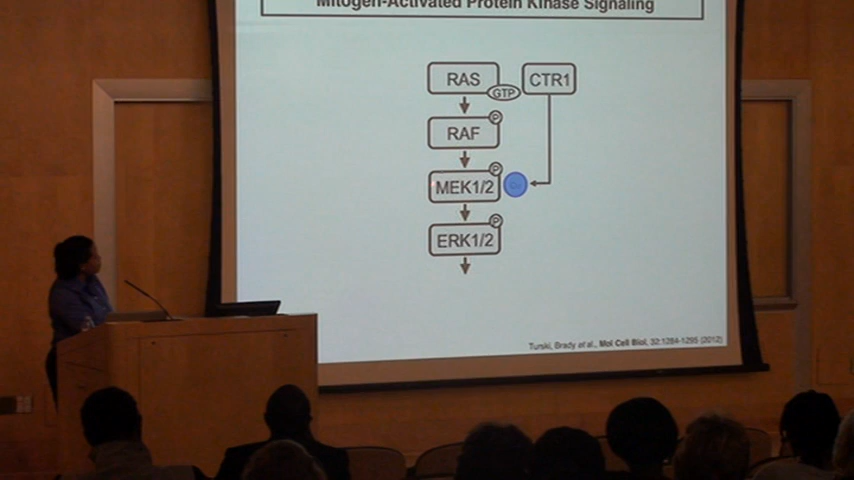 Mitogen-Activated Protein Kinase Signaling
RAS
GTP
CTR1
P
RAF
P
MEK1/2
Cu
P
ERK1/2
Turski, Brady et al., Mol Cell Biol, 32:1284-1295 (2012)